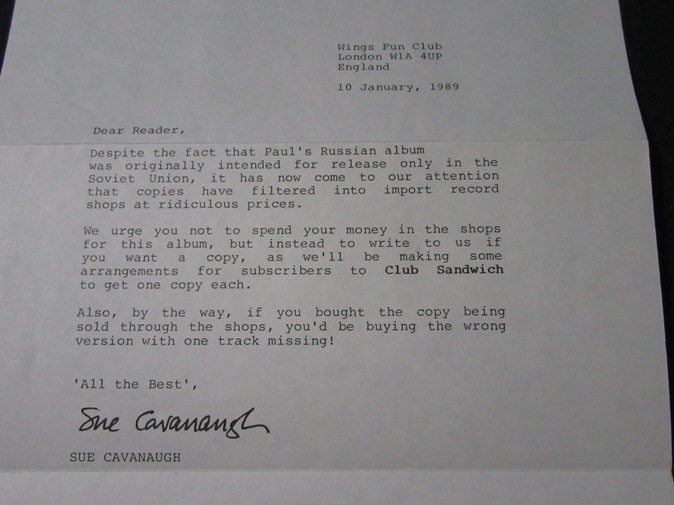 Wings Fun Club
London W1A 4UP
England
10 January, 1989
Dear Reader,
Despite the fact that Paul's Russian album
was originally intended for release only in the
Soviet Union, it has now come to our attention
that copies have filtered into import record
shops at ridiculous prices.
We urge you not to spend your money in the shops
for this album, but instead to write to us if
you want a copy, as we'll be making some
arrangements for subscribers to Club Sandwich
to get one copy each.
Also, by the way, if you bought the copy being
sold through the shops, you'd be buying the wrong
version with one track missing!
'All the Best',
Sue Cavanaugh
SUE CAVANAUGH